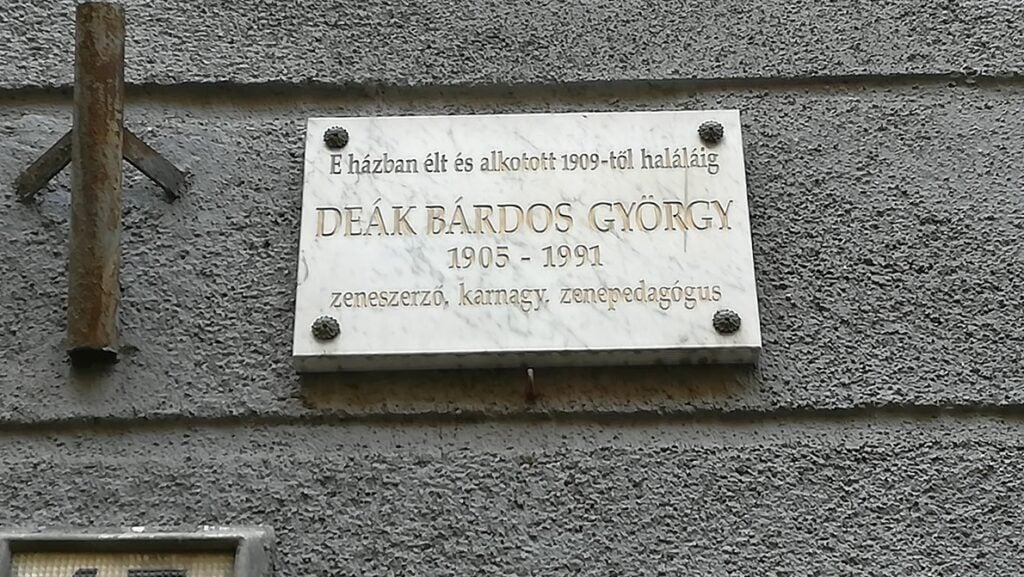 E házban élt és alkotott 1909-től haláláig
DEÁK BÁRDOS GYÖRGY
1905 - 1991
zeneszerző, karnagy, zenepedagógus